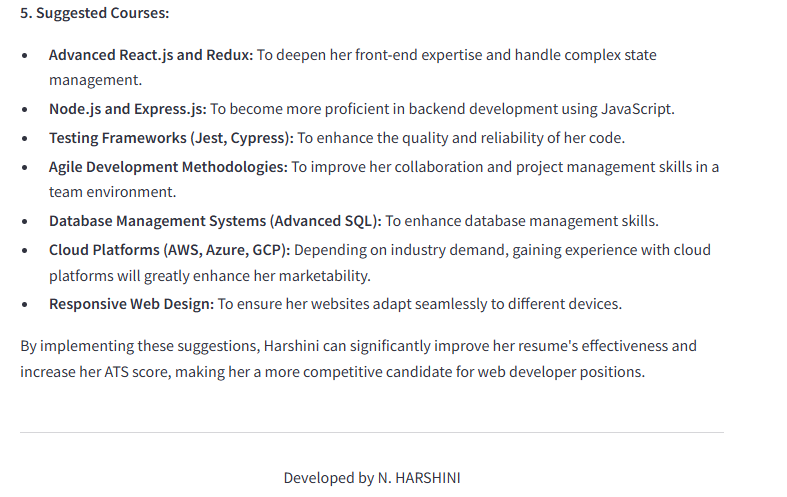 5. Suggested Courses:
• Advanced React.js and Redux: To deepen her front-end expertise and handle complex state
management.
• Node.js and Express.js: To become more proficient in backend development using JavaScript.
• Testing Frameworks (Jest, Cypress): To enhance the quality and reliability of her code.
• Agile Development Methodologies: To improve her collaboration and project management skills in a
team environment.
• Database Management Systems (Advanced SQL): To enhance database management skills.
• Cloud Platforms (AWS, Azure, GCP): Depending on industry demand, gaining experience with cloud
platforms will greatly enhance her marketability.
• Responsive Web Design: To ensure her websites adapt seamlessly to different devices.
By implementing these suggestions, Harshini can significantly improve her resume's effectiveness and
increase her ATS score, making her a more competitive candidate for web developer positions.
Developed by N. HARSHINI